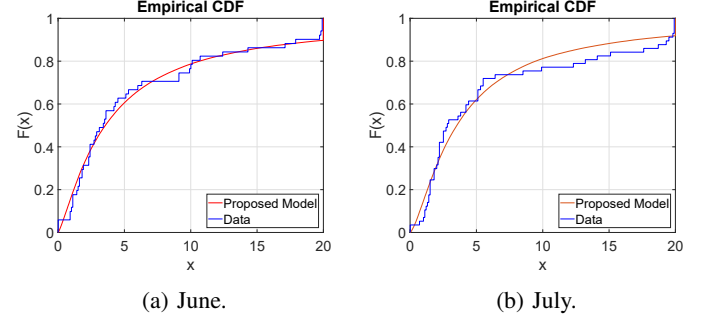 Empirical CDF
1
0.8
0.6
0.4
0.2
0
F(x)
0
5
10
15
20
x
Proposed Model
Data
(a) June.
Empirical CDF
1
0.8
0.6
0.4
0.2
0
F(x)
0
5
10
15
20
x
Proposed Model
Data
(b) July.